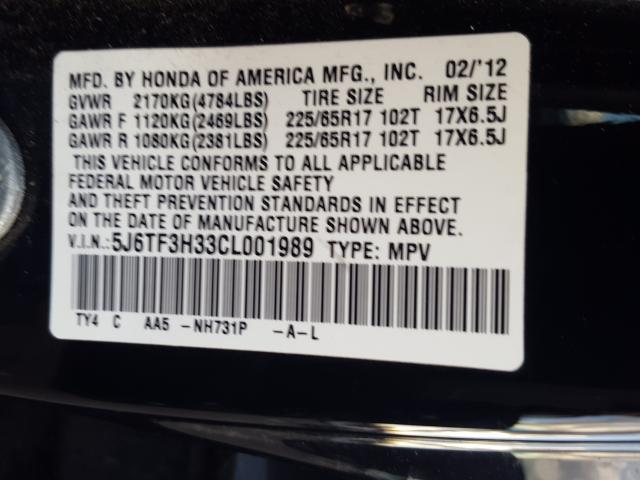 MFD. BY HONDA OF AMERICA MFG., INC. 02/'12
GVWR 2170KG(4784LBS) TIRE SIZE RIM SIZE
GAWR F 1120KG(2469LBS) 225/65R17 102T 17X6.5J
GAWR R 1080KG(2381LBS) 225/65R17 102T 17X6.5J
THIS VEHICLE CONFORMS TO ALL APPLICABLE
FEDERAL MOTOR VEHICLE SAFETY
AND THEFT PREVENTION STANDARDS IN EFFECT
ON THE DATE OF MANUFACTURE SHOWN ABOVE.
V.I.N.:5J6TF3H33CL001989 TYPE: MPV
TY4 C AA5 -NH731P -A-L